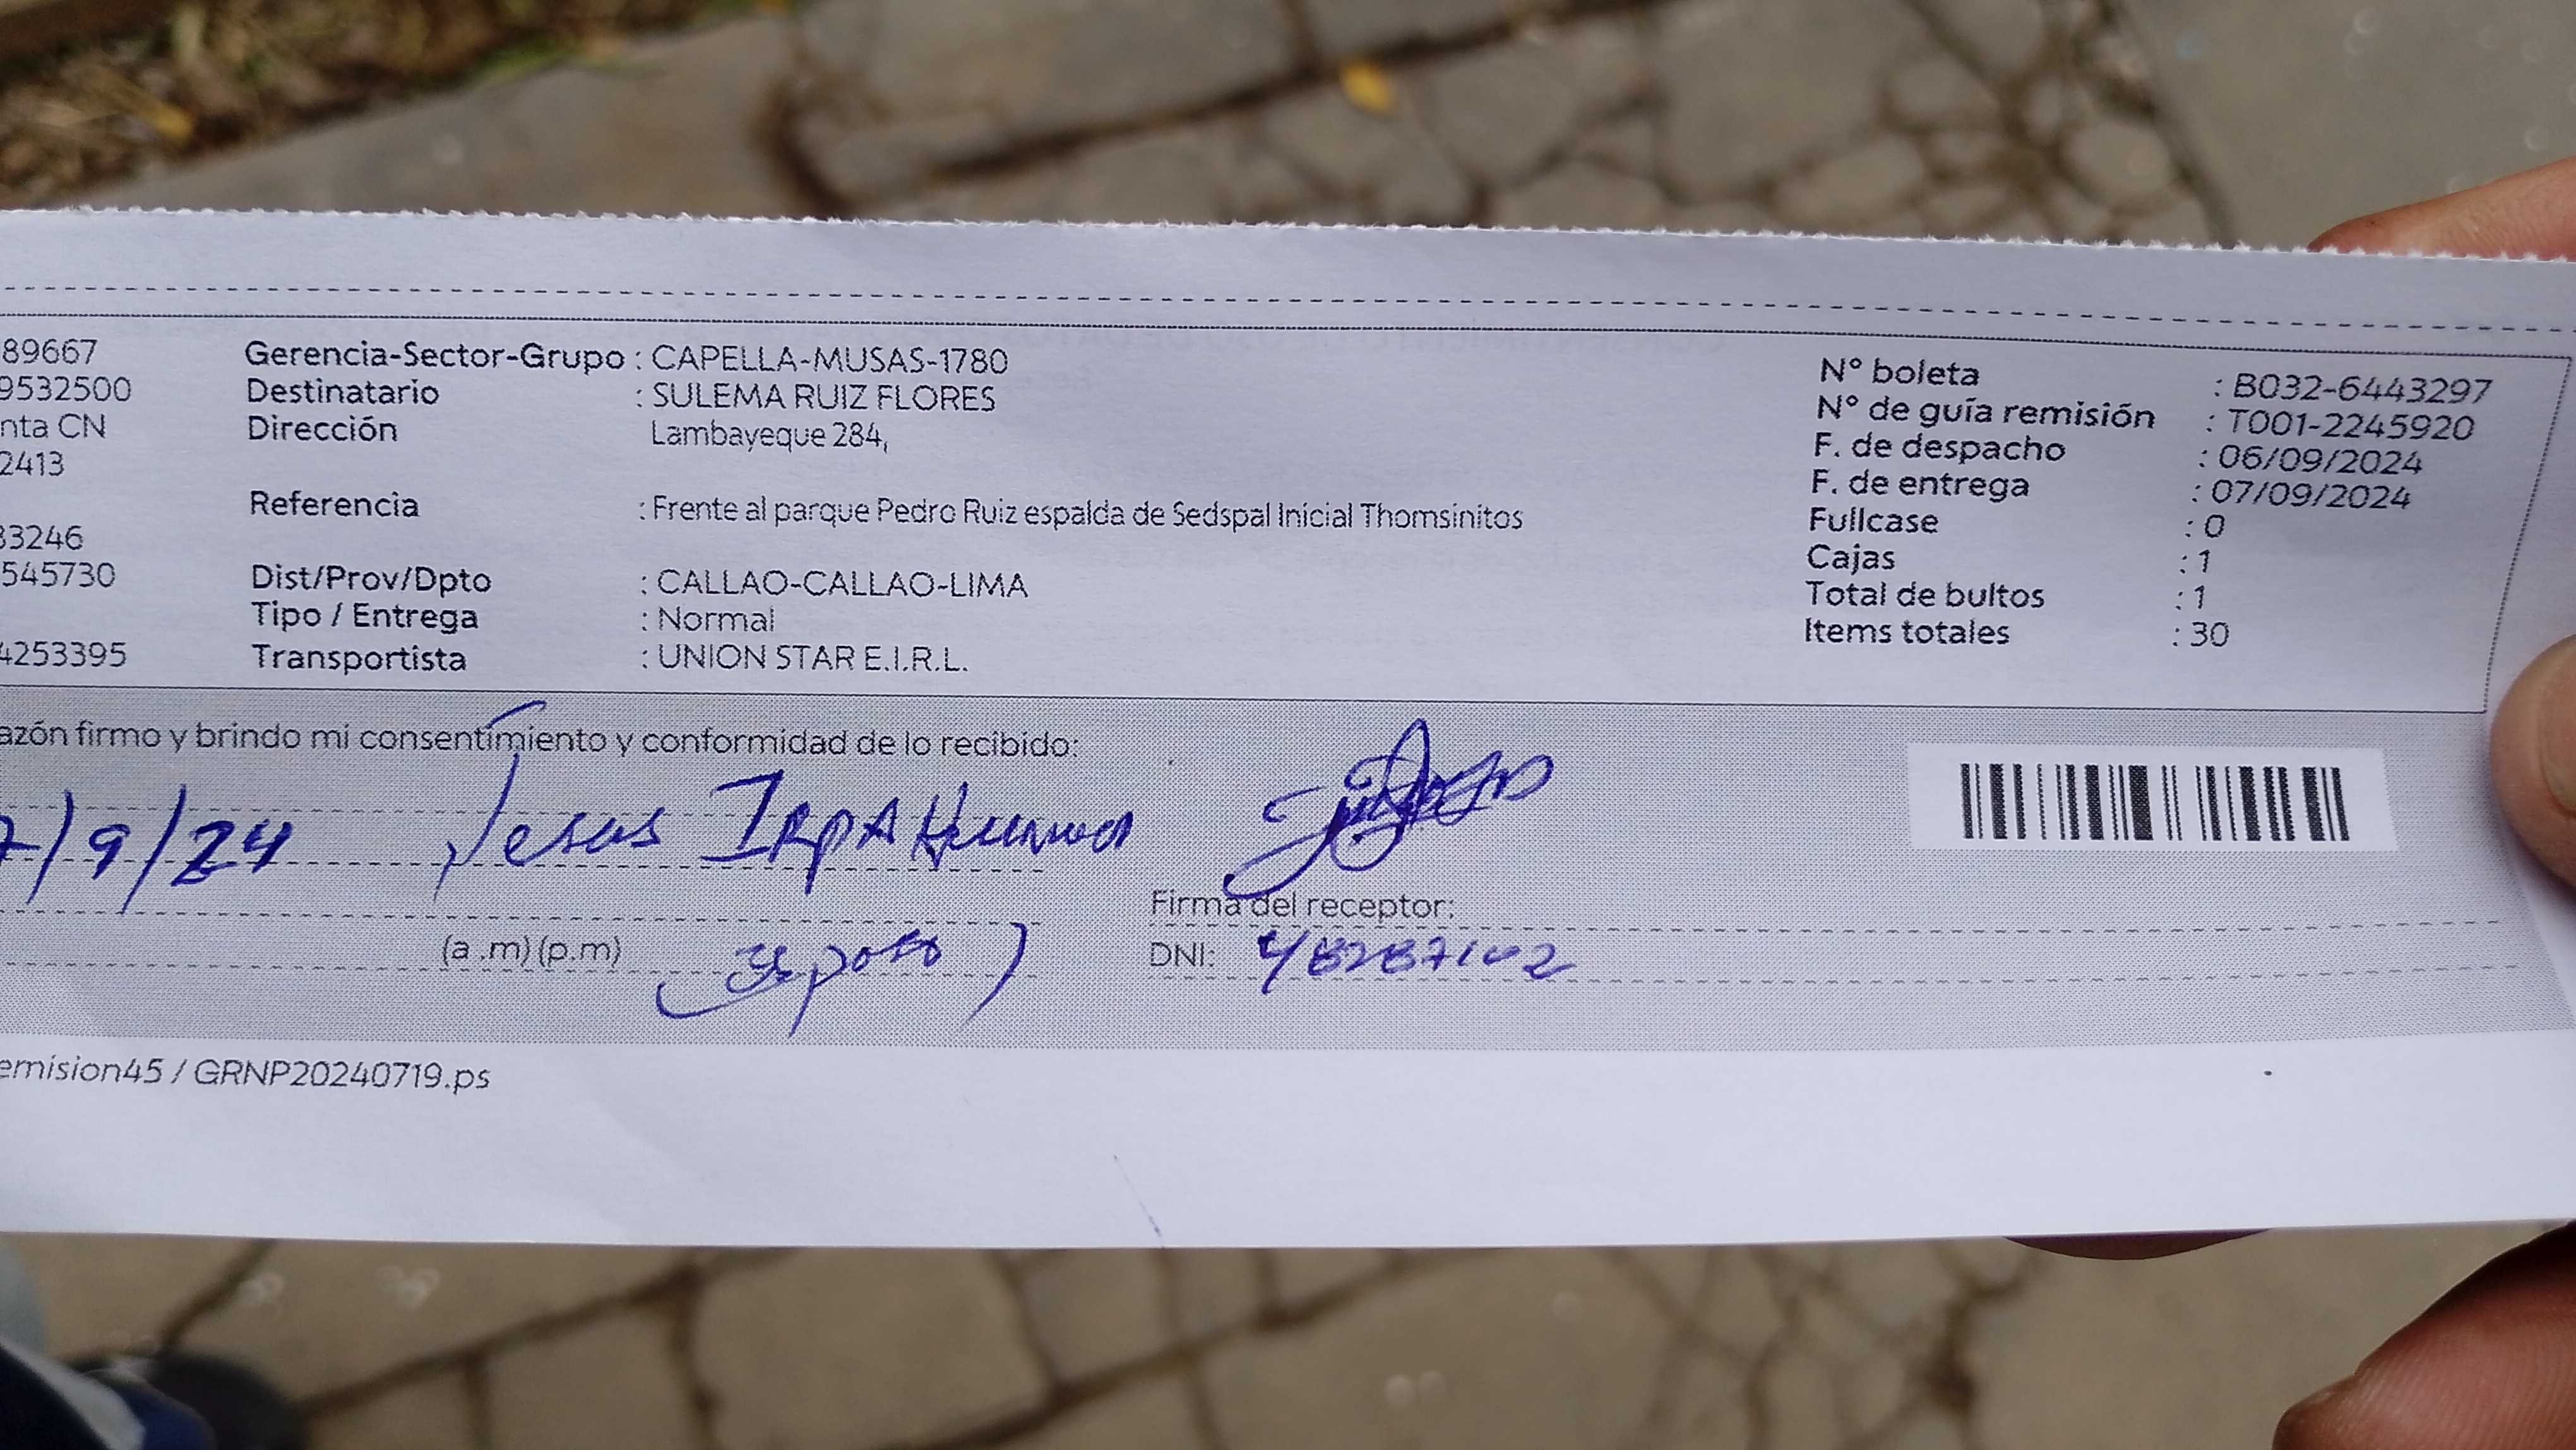 89667 Gerencia-Sector-Grupo : CAPELLA-MUSAS-1780
9532500 Destinatario : SULEMA RUIZ FLORES
nta CN Dirección Lambayeque 284,
2413
Referencia : Frente al parque Pedro Ruiz espalda de Sedspal Inicial Thomsinitos
33246
545730 Dist/Prov/Dpto : CALLAO-CALLAO-LIMA
Tipo / Entrega : Normal
4253395 Transportista : UNION STAR E.I.R.L.
Nº boleta : B032-6443297
Nº de guía remisión : T001-2245920
F. de despacho : 06/09/2024
F. de entrega : 07/09/2024
Fullcase : 0
Cajas : 1
Total de bultos : 1
Items totales : 30
azón firmo y brindo mi consentimiento y conformidad de lo recibido:
7/9/24 Jesus
Firma del receptor:
(a .m) (p.m) esposo) DNI:
emision45 / GRNP20240719.ps